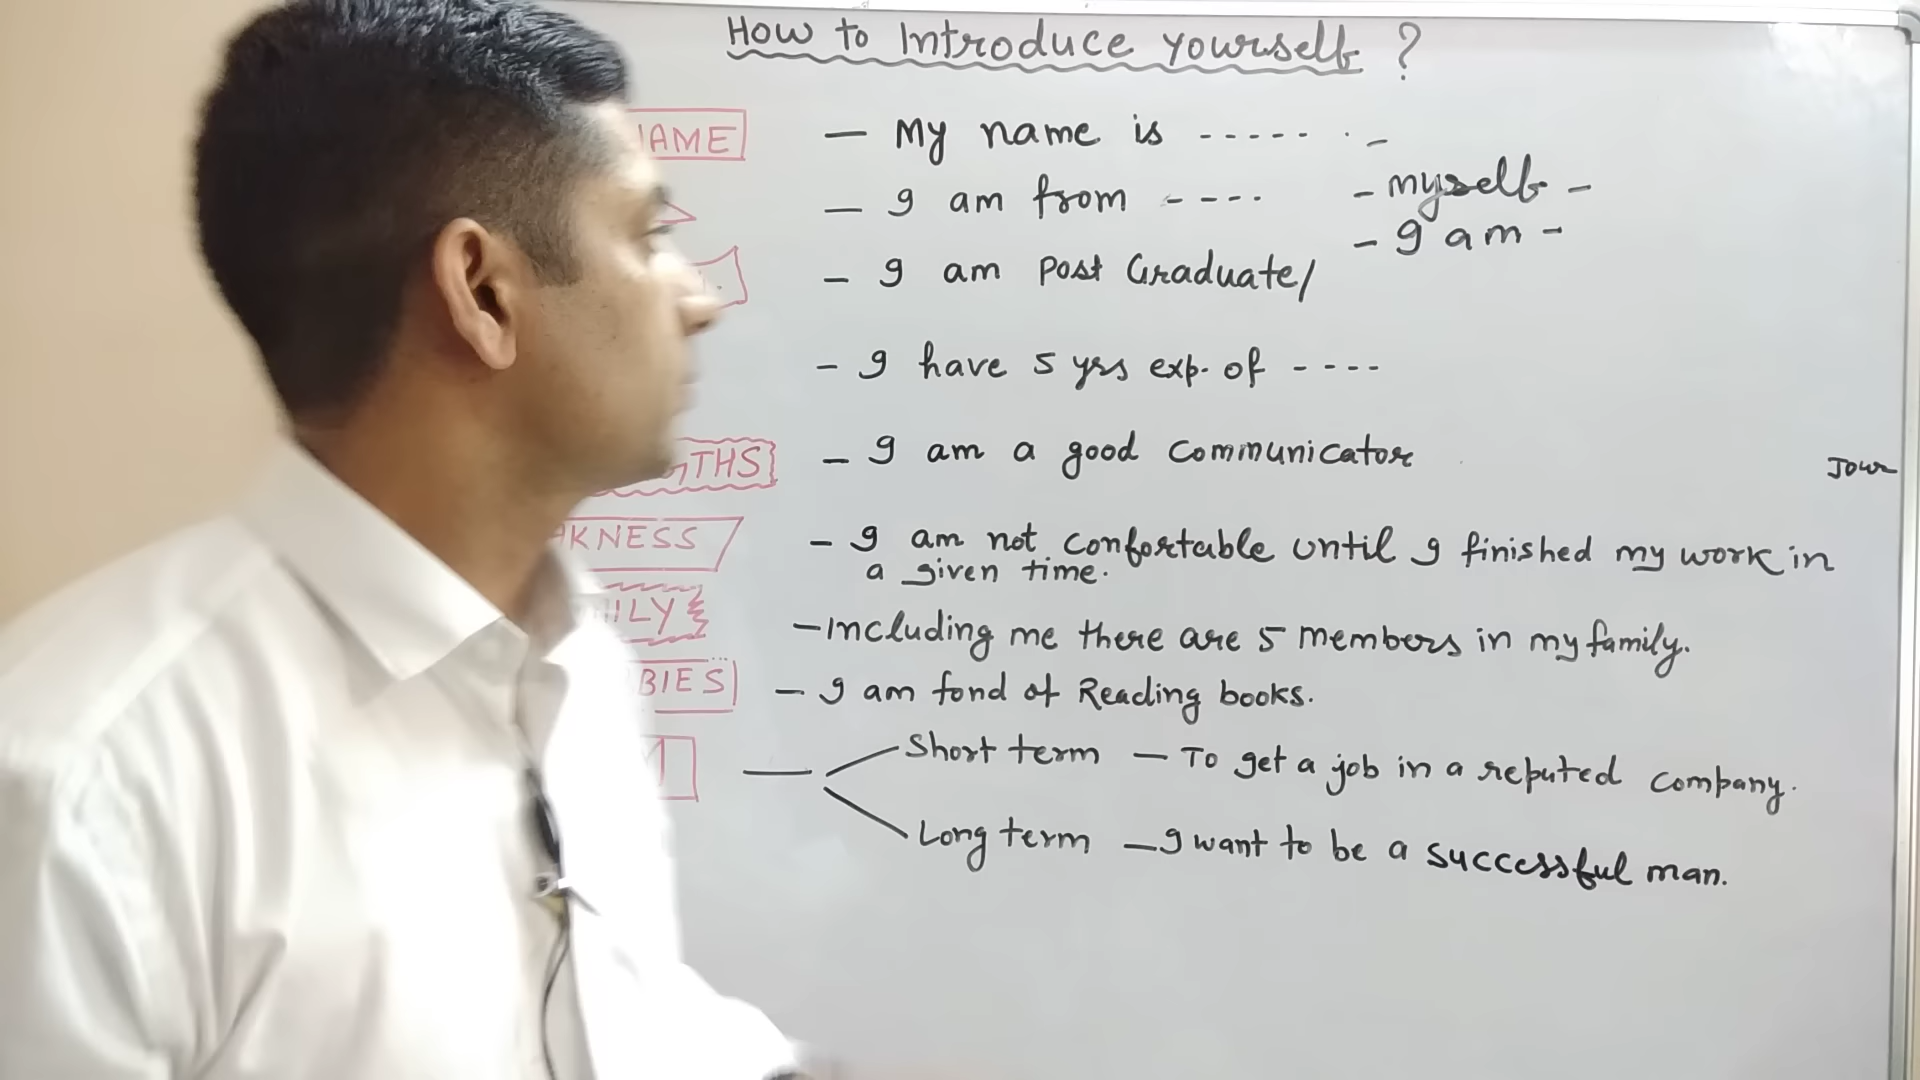 How to Introduce yourself ?
AME — My name is ----- . -
— I am from ---- - myself -
- I am -
- I am Post Graduate/
- I have 5 yrs exp. of ----
GTHS — I am a good Communicator
Jour
KNESS - I am not confortable until I finished my work in
a given time.
ILY - Including me there are 5 members in my family.
BIES — I am fond of Reading books.
Short term — To get a job in a reputed company.
Long term — I want to be a successful man.